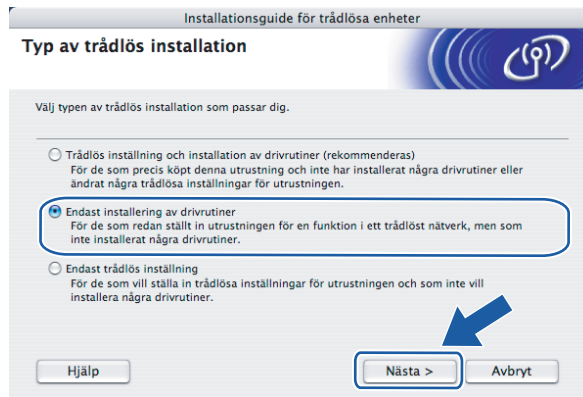 Installationsguide för trådlösa enheter
Typ av trådlös installation
Välj typen av trådlös installation som passar dig.
Trådlös inställning och installation av drivrutiner (rekommenderas)
För de som precis köpt denna utrustning och inte har installerat några drivrutiner eller
ändrat några trådlösa inställningar för utrustningen.
Endast installering av drivrutiner
För de som redan ställt in utrustningen för en funktion i ett trådlöst nätverk, men som
inte installerat några drivrutiner.
Endast trådlös inställning
För de som vill ställa in trådlösa inställningar för utrustningen och som inte vill
installera några drivrutiner.
Hjälp
Nästa >
Avbryt